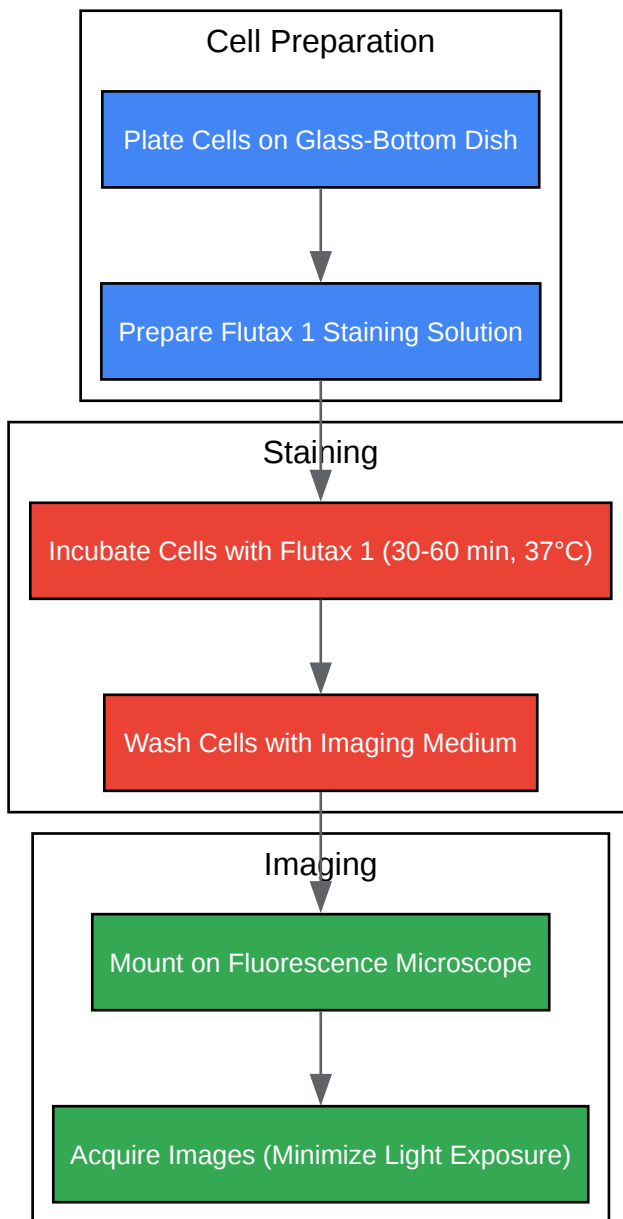 Cell Preparation
Plate Cells on Glass-Bottom Dish
Prepare Flutax 1 Staining Solution
Staining
Incubate Cells with Flutax 1 (30-60 min, 37°C)
Wash Cells with Imaging Medium
Imaging
Mount on Fluorescence Microscope
Acquire Images (Minimize Light Exposure)